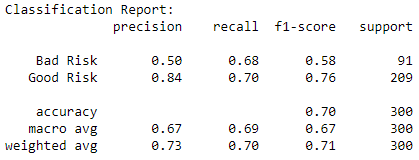 Classification Report:
precision recall f1-score support
Bad Risk 0.50 0.68 0.58 91
Good Risk 0.84 0.70 0.76 209
accuracy 0.70 300
macro avg 0.67 0.69 0.67 300
weighted avg 0.73 0.70 0.71 300